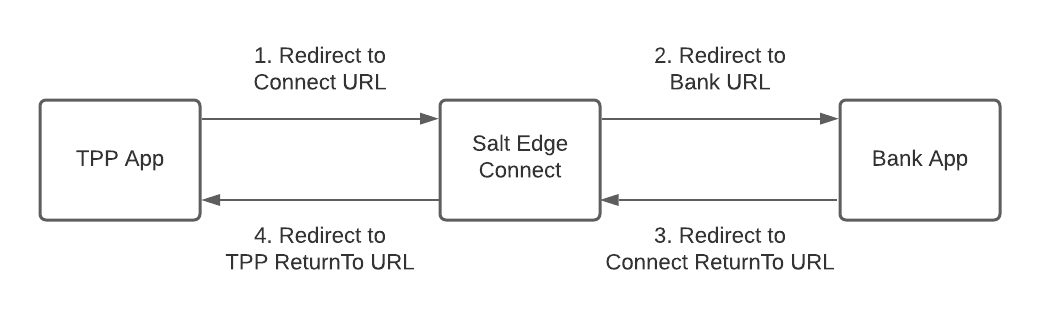 1. Redirect to
Connect URL
2. Redirect to
Bank URL
TPP App
Salt Edge
Connect
Bank App
4. Redirect to
TPP ReturnTo URL
3. Redirect to
Connect ReturnTo URL